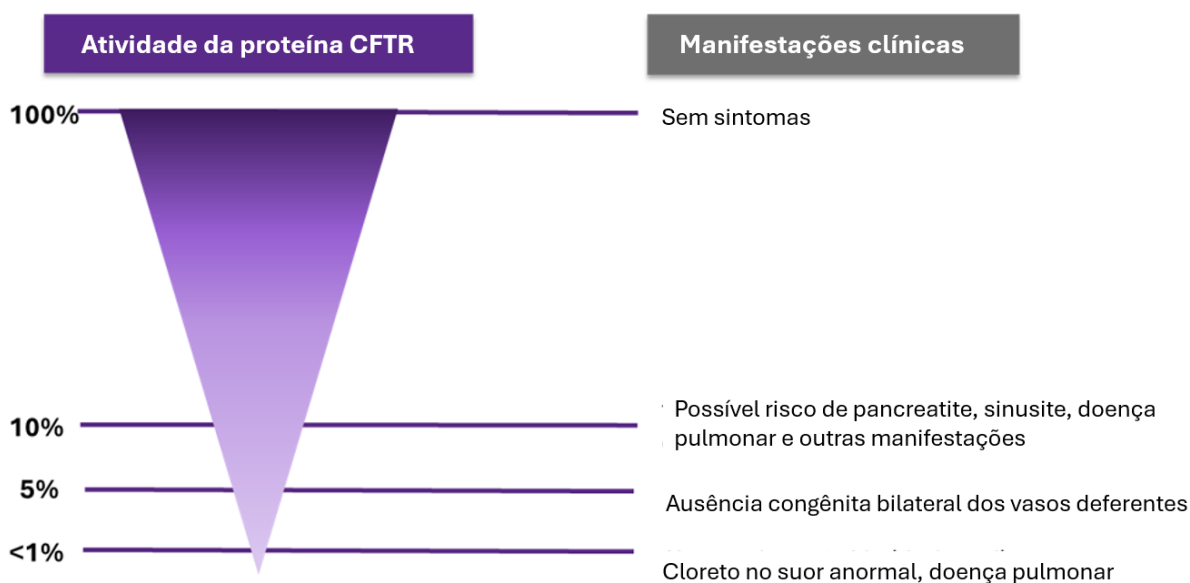 Atividade da proteína CFTR
Manifestações clínicas
100%
Sem sintomas
10%
Possível risco de pancreatite, sinusite, doença
pulmonar e outras manifestações
5%
Ausência congênita bilateral dos vasos deferentes
<1%
Cloreto no suor anormal, doença pulmonar